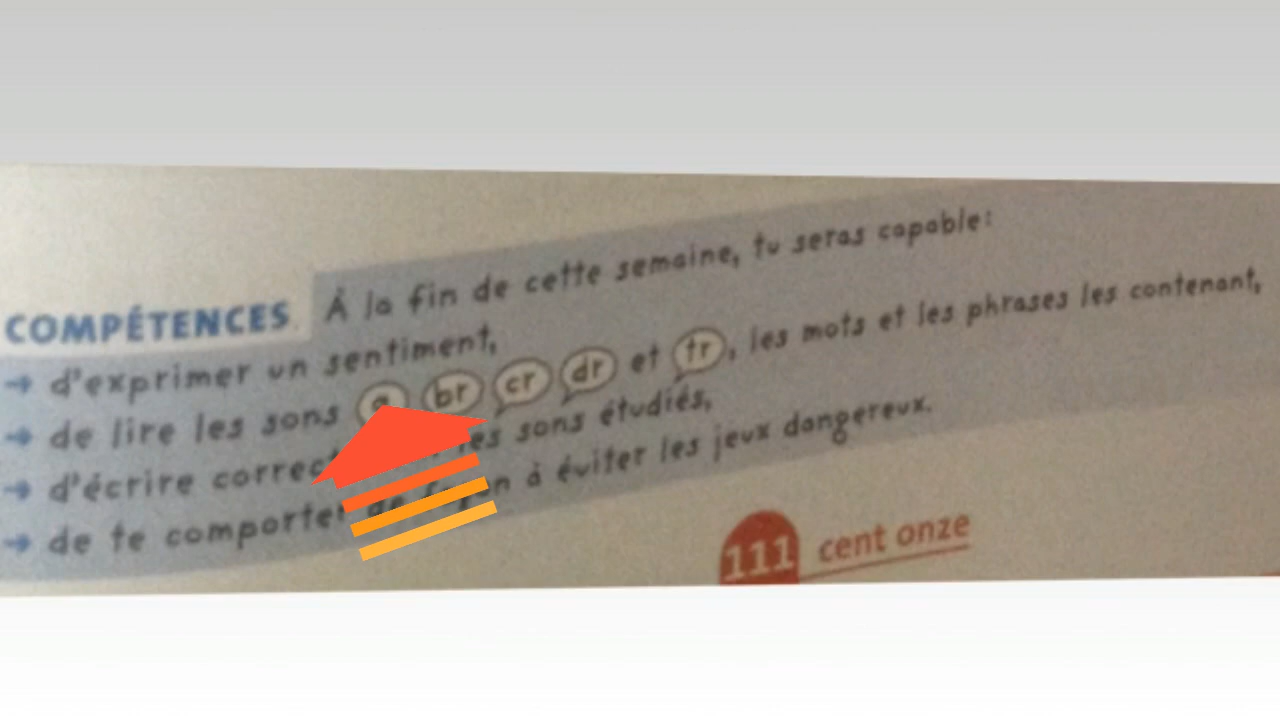 COMPÉTENCES À la fin de cette semaine, tu seras capable:
→ d'exprimer un sentiment,
→ de lire les sons br cr dr et tr, les mots et les phrases les contenant,
→ d'écrire les sons étudiés,
→ de te comporter de façon à éviter les jeux dangereux.
111 cent onze